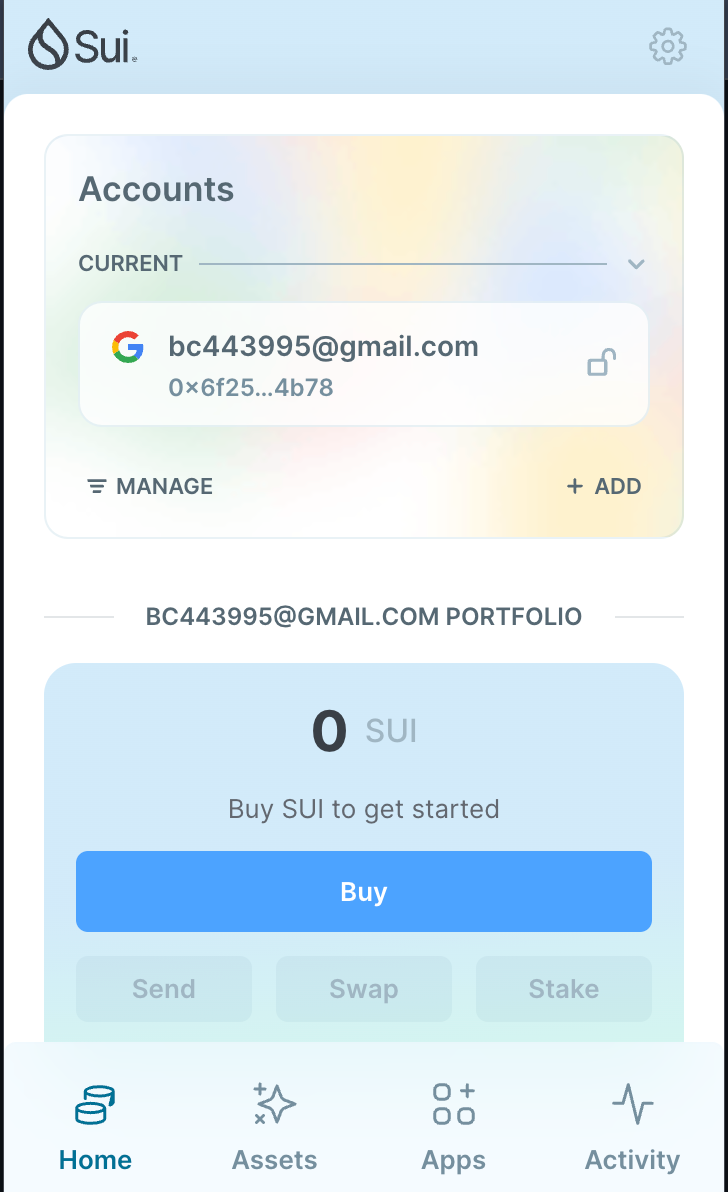 Sui
Accounts
CURRENT
bc443995@gmail.com
0×6f25...4b78
MANAGE
+ ADD
BC443995@GMAIL.COM PORTFOLIO
0 SUI
Buy SUI to get started
Buy
Send
Swap
Stake
Home
Assets
Apps
Activity